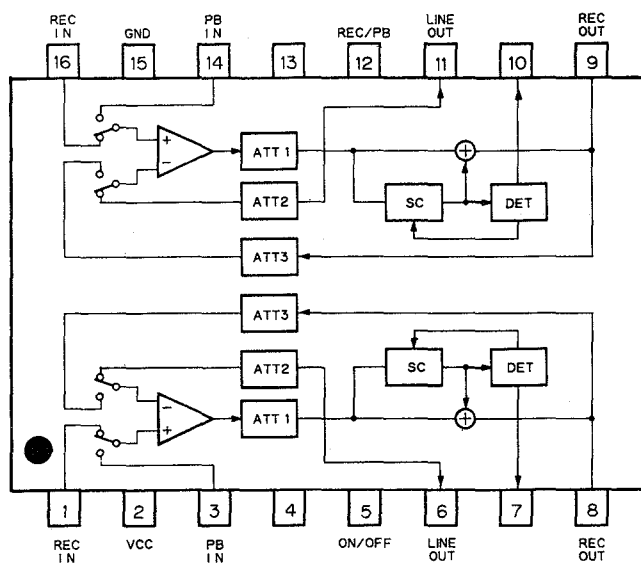 REC IN GND PB IN REC/PB LINE OUT REC OUT
16 15 14 13 12 11 10 9
+
−
ATT 1
+
ATT2
SC
DET
ATT3
ATT3
ATT2
SC
DET
−
+
ATT 1
+
1 2 3 4 5 6 7 8
REC IN VCC PB IN ON/OFF LINE OUT REC OUT